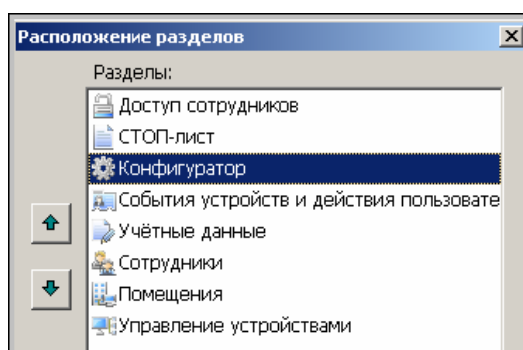 Расположение разделов
Разделы:
Доступ сотрудников
СТОП-лист
Конфигуратор
События устройств и действия пользовате
Учётные данные
Сотрудники
Помещения
Управление устройствами